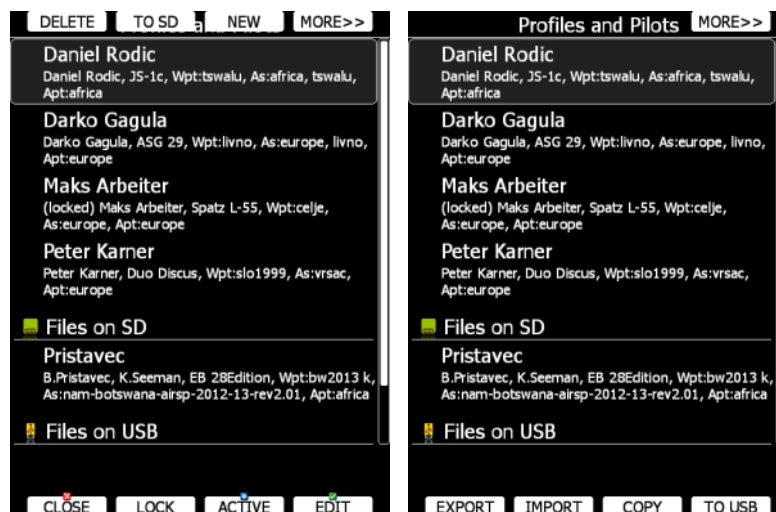 DELETE TO SD NEW MORE>>
Profiles and Pilots
Daniel Rodic
Daniel Rodic, JS-1c, Wpt:tswalu, As:africa, tswalu,
Apt:africa
Darko Gagula
Darko Gagula, ASG 29, Wpt:livno, As:europe, livno,
Apt:europe
Maks Arbeiter
(locked) Maks Arbeiter, Spatz L-55, Wpt:celje,
As:europe, Apt:europe
Peter Karner
Peter Karner, Duo Discus, Wpt:slo1999, As:vrsac,
Apt:europe
Files on SD
Pristavec
B.Pristavec, K.Seeman, EB 28Edition, Wpt:bw2013 k,
As:nam-botswana-airsp-2012-13-rev2.01, Apt:africa
Files on USB
CLOSE LOCK ACTIVE EDIT
Profiles and Pilots MORE>>
Daniel Rodic
Daniel Rodic, JS-1c, Wpt:tswalu, As:africa, tswalu,
Apt:africa
Darko Gagula
Darko Gagula, ASG 29, Wpt:livno, As:europe, livno,
Apt:europe
Maks Arbeiter
(locked) Maks Arbeiter, Spatz L-55, Wpt:celje,
As:europe, Apt:europe
Peter Karner
Peter Karner, Duo Discus, Wpt:slo1999, As:vrsac,
Apt:europe
Files on SD
Pristavec
B.Pristavec, K.Seeman, EB 28Edition, Wpt:bw2013 k,
As:nam-botswana-airsp-2012-13-rev2.01, Apt:africa
Files on USB
EXPORT IMPORT COPY TO USB